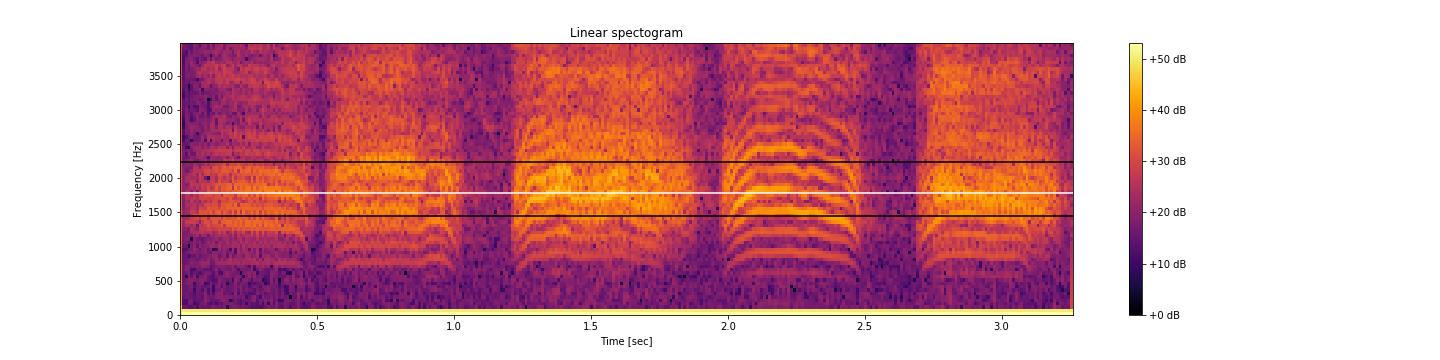 Linear spectogram
Frequency [Hz]
3500
3000
2500
2000
1500
1000
500
0
0.0
0.5
1.0
1.5
2.0
2.5
3.0
Time [sec]
+50 dB
+40 dB
+30 dB
+20 dB
+10 dB
+0 dB